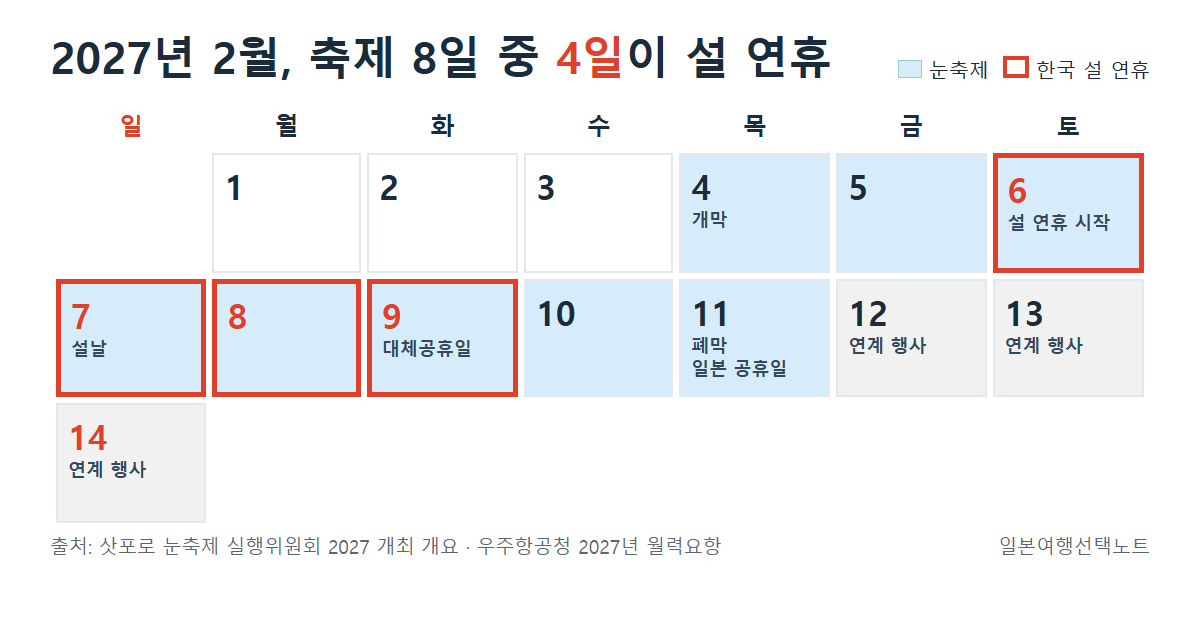 2027년 2월, 축제 8일 중 4일이 설 연휴
눈축제 한국 설 연휴
일 월 화 수 목 금 토
1 2 3 4 5 6
개막 설 연휴 시작
7 8 9 10 11 12 13
설날 대체공휴일 폐막 연계 행사 연계 행사
일본 공휴일
14
연계 행사
출처: 삿포로 눈축제 실행위원회 2027 개최 개요 · 우주항공청 2027년 월력요항 일본여행선택노트